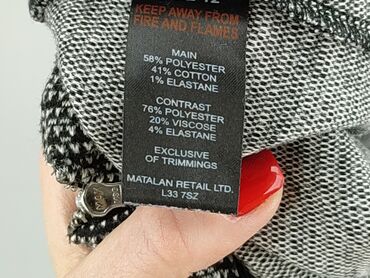 KEEP AWAY FROM
FIRE AND FLAMES
MAIN
58% POLYESTER
41% COTTON
1% ELASTANE
CONTRAST
76% POLYESTER
20% VISCOSE
4% ELASTANE
EXCLUSIVE
OF TRIMMINGS
MATALAN RETAIL LTD.
L33 7SZ